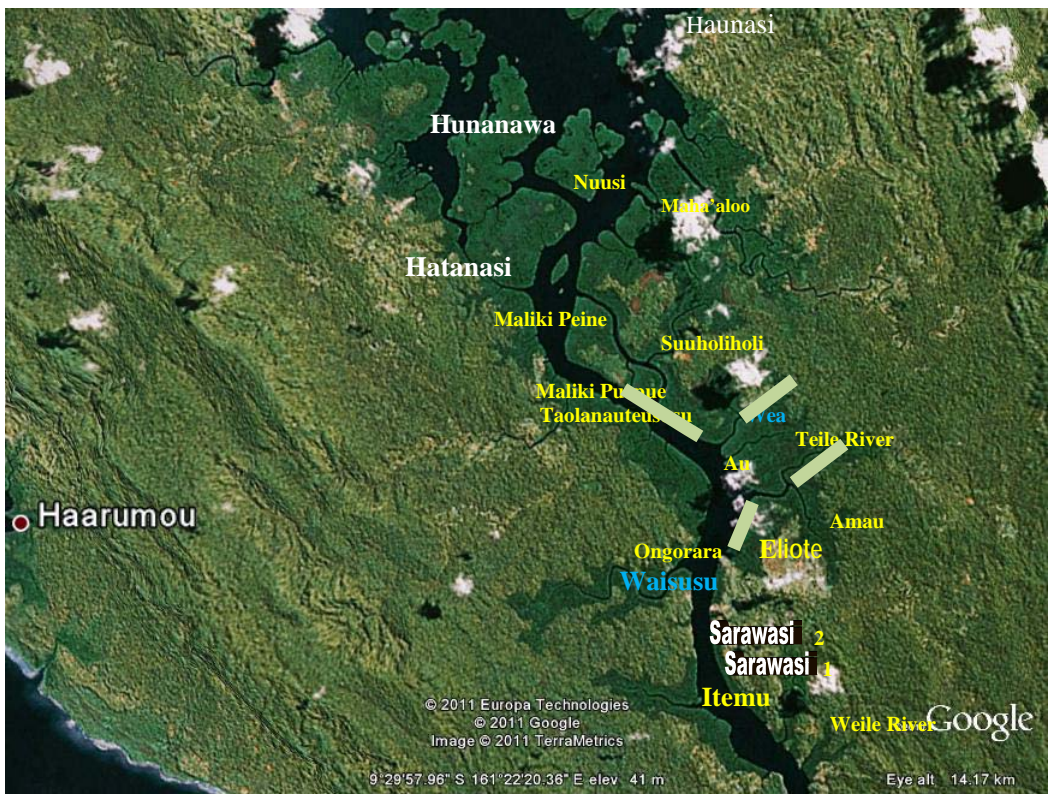 Haunasi
Hunanawa
Nuusi
Maha'aloo
Hatanasi
Maliki Peine
Suuholiholi
Maliki
Teile River
Au
Haarumou
Amau
Ongorara
Eliote
Waisusu
Sarawasi 2
Sarawasi 1
Itemu
Weile River
Google
© 2011 Europa Technologies
© 2011 Google
Image © 2011 TerraMetrics
9°29'57.96" S 161°22'20.36" E elev 41 m
Eye alt 14.17 km